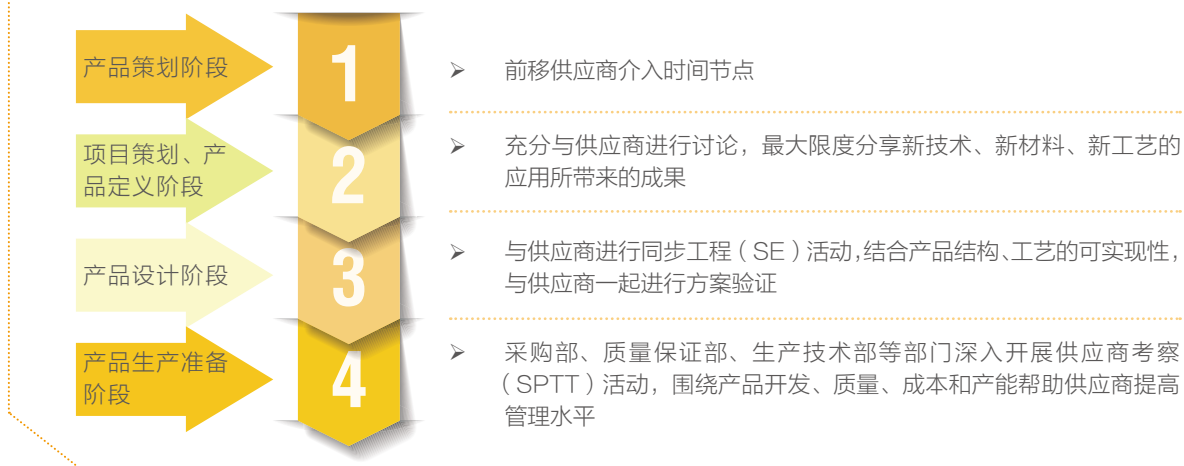 产品策划阶段
1
前移供应商介入时间节点
项目策划、产
品定义阶段
2
充分与供应商进行讨论，最大限度分享新技术、新材料、新工艺的
应用所带来的成果
产品设计阶段
3
与供应商进行同步工程（SE）活动，结合产品结构、工艺的可实现性，
与供应商一起进行方案验证
产品生产准备
阶段
4
采购部、质量保证部、生产技术部等部门深入开展供应商考察
（SPTT）活动，围绕产品开发、质量、成本和产能帮助供应商提高
管理水平